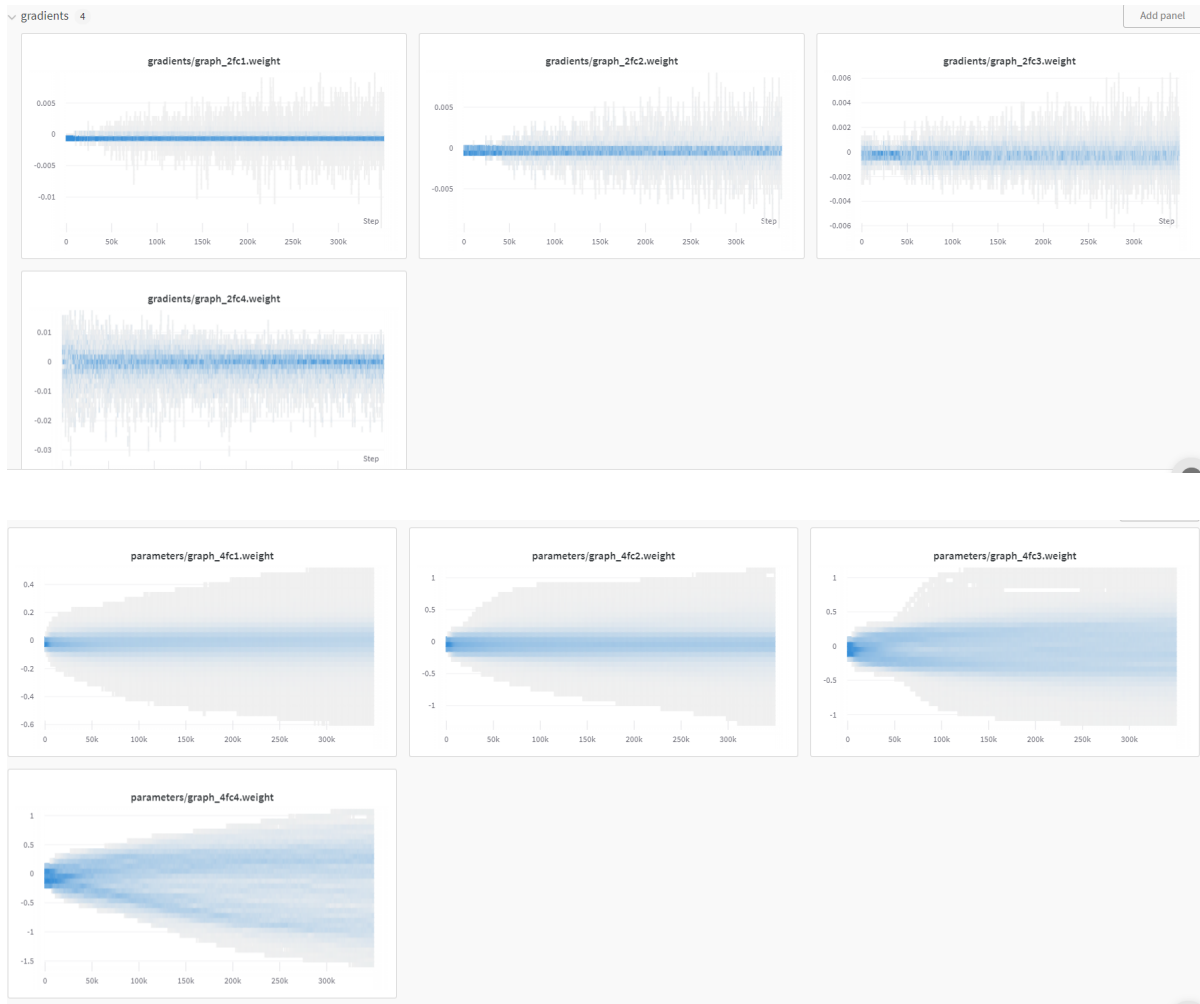 gradients 4
Add panel
gradients/graph_2fc1.weight
0.005
0
-0.005
-0.01
Step
0 50k 100k 150k 200k 250k 300k
gradients/graph_2fc2.weight
0.005
0
-0.005
Step
0 50k 100k 150k 200k 250k 300k
gradients/graph_2fc3.weight
0.006
0.004
0.002
0
-0.002
-0.004
-0.006
Step
0 50k 100k 150k 200k 250k 300k
gradients/graph_2fc4.weight
0.01
0
-0.01
-0.02
-0.03
Step
parameters/graph_4fc1.weight
0.4
0.2
0
-0.2
-0.4
-0.6
0 50k 100k 150k 200k 250k 300k
parameters/graph_4fc2.weight
1
0.5
0
-0.5
-1
0 50k 100k 150k 200k 250k 300k
parameters/graph_4fc3.weight
1
0.5
0
-0.5
-1
0 50k 100k 150k 200k 250k 300k
parameters/graph_4fc4.weight
1
0.5
0
-0.5
-1
-1.5
0 50k 100k 150k 200k 250k 300k